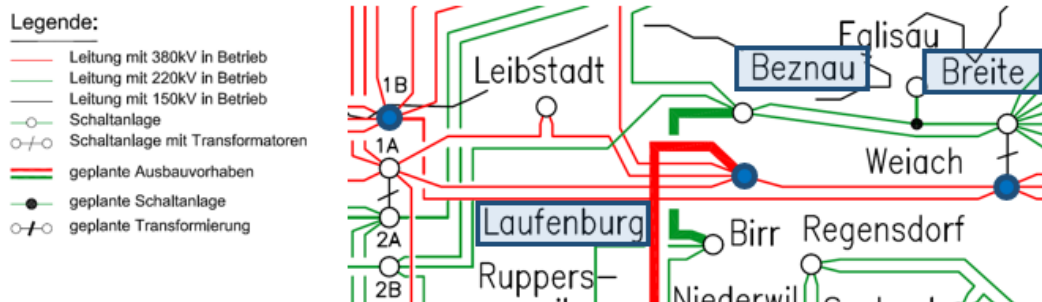 Legende:
Leitung mit 380kV in Betrieb
Leitung mit 220kV in Betrieb
Leitung mit 150kV in Betrieb
Schaltanlage
Schaltanlage mit Transformatoren
geplante Ausbauvorhaben
geplante Schaltanlage
geplante Transformierung
1B
Leibstadt
Beznau
Eglisau
Breite
1A
Weiach
2A
Laufenburg
Birr
Regensdorf
2B
Ruppers-
Niederwil